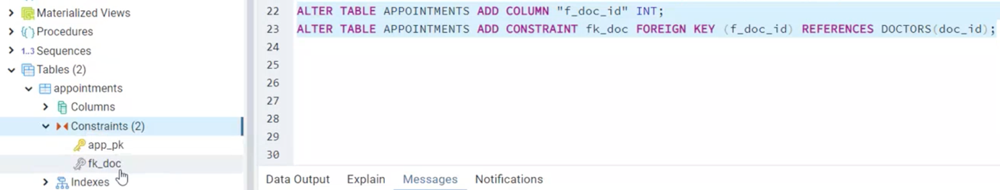 Materialized Views
Procedures
1..3 Sequences
Tables (2)
appointments
Columns
Constraints (2)
app_pk
fk_doc
Indexes
22 ALTER TABLE APPOINTMENTS ADD COLUMN "f_doc_id" INT;
23 ALTER TABLE APPOINTMENTS ADD CONSTRAINT fk_doc FOREIGN KEY (f_doc_id) REFERENCES DOCTORS(doc_id);
24
25
26
27
28
29
30
Data Output Explain Messages Notifications